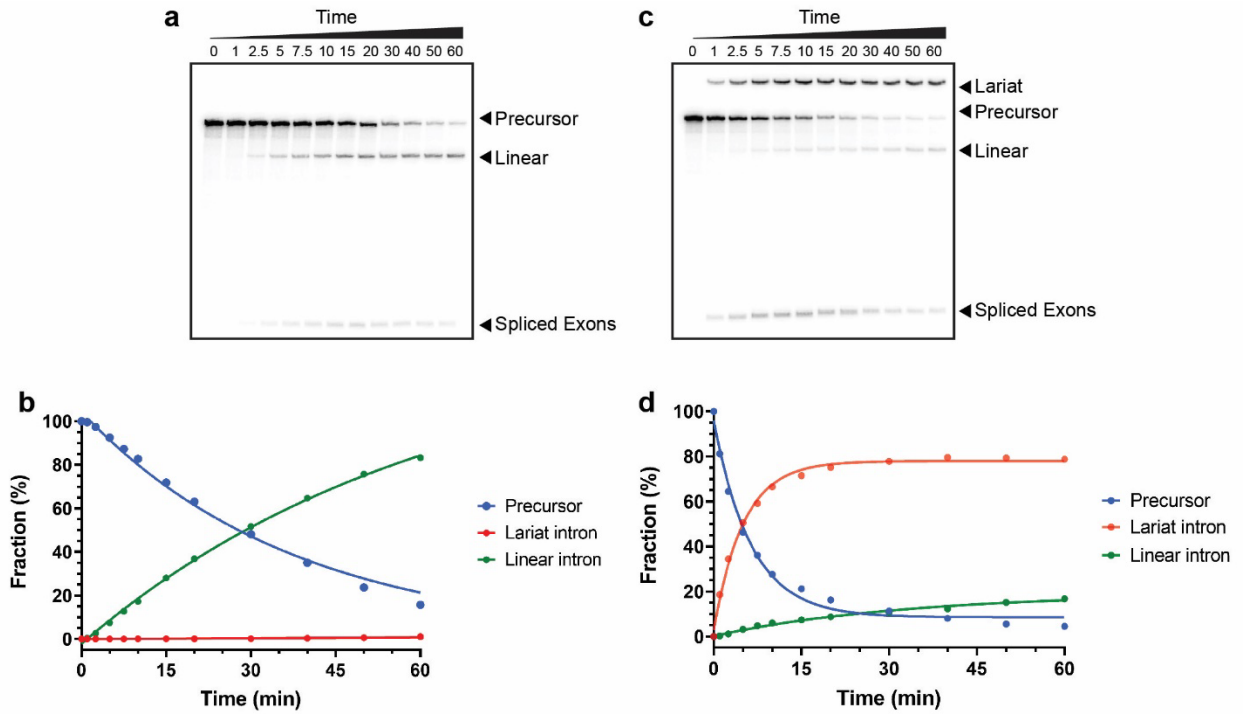 a
Time
0 1 2.5 5 7.5 10 15 20 30 40 50 60
Precursor
Linear
Spliced Exons
c
Time
0 1 2.5 5 7.5 10 15 20 30 40 50 60
Lariat
Precursor
Linear
Spliced Exons
b
Fraction (%)
100
80
60
40
20
0
0 15 30 45 60
Time (min)
Precursor
Lariat intron
Linear intron
d
Fraction (%)
100
80
60
40
20
0
0 15 30 45 60
Time (min)
Precursor
Lariat intron
Linear intron